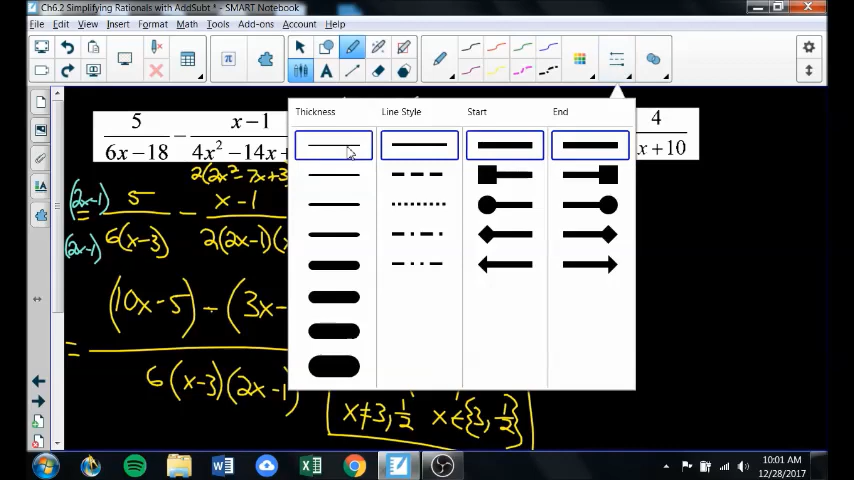 Ch6.2 Simplifying Rationals with AddSubt * - SMART Notebook
File Edit View Insert Format Math Tools Add-ons Account Help
Thickness Line Style Start End
5/(6x-18) - (x-1)/(4x²-14x+
4
x+10
2(2x²-7x+3)
(2x-1) 5 - x-1
= (2x-1) 6(x-3) 2(2x-1)
(10x-5) - (3x-
= 6(x-3)(2x-1)
x≠3,1/2 x≠{3,1/2}
10:01 AM
12/28/2017